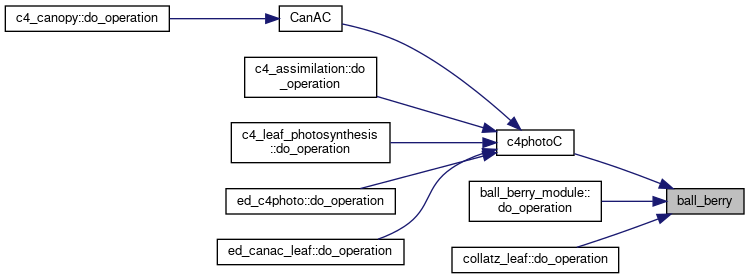 c4_canopy::do_operation
CanAC
c4_assimilation::do
_operation
c4_leaf_photosynthesis
::do_operation
c4photoC
ed_c4photo::do_operation
ball_berry_module::
do_operation
ball_berry
ed_canac_leaf::do_operation
collatz_leaf::do_operation